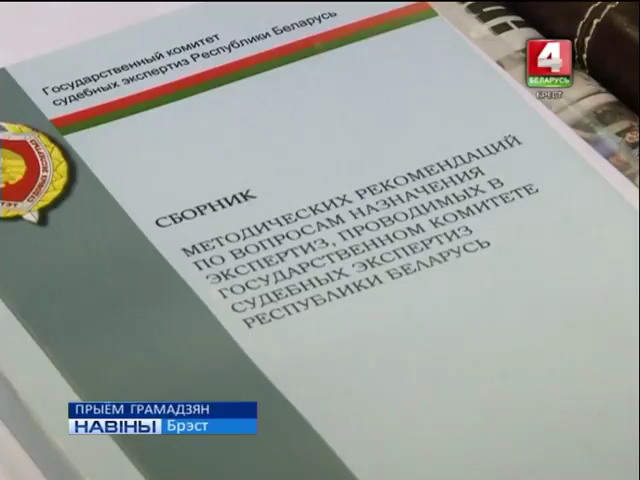 Государственный комитет
судебных экспертиз Республики Беларусь
4
БЕЛАРУСЬ
БРЕСТ
СБОРНИК
МЕТОДИЧЕСКИХ РЕКОМЕНДАЦИЙ
ПО ВОПРОСАМ НАЗНАЧЕНИЯ
ЭКСПЕРТИЗ, ПРОВОДИМЫХ В
ГОСУДАРСТВЕННОМ КОМИТЕТЕ
СУДЕБНЫХ ЭКСПЕРТИЗ
РЕСПУБЛИКИ БЕЛАРУСЬ
ПРЫЁМ ГРАМАДЗЯН
НАВІНЫ Брэст